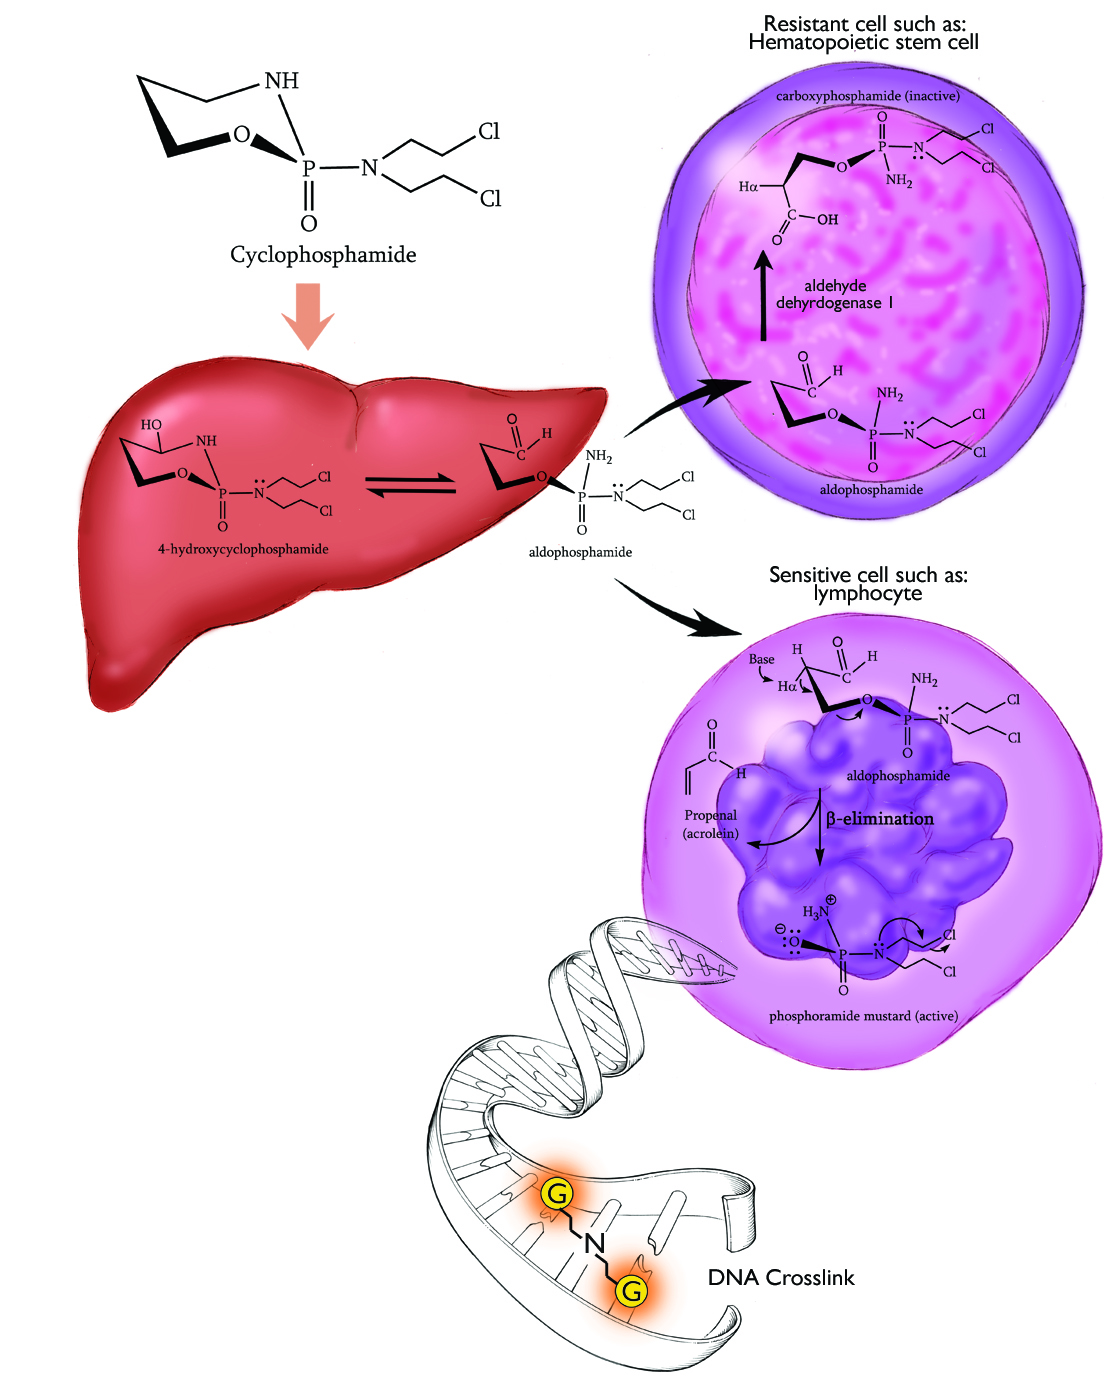 Resistant cell such as:
Hematopoietic stem cell
carboxyphosphamide (inactive)
O
P
O
N
Cl
Cl
NH₂
Hα
C
OH
O
aldehyde
dehyrdogenase 1
O
C
H
O
NH₂
P
N
Cl
Cl
O
aldophosphamide
NH
O
P
N
Cl
Cl
O
Cyclophosphamide
HO
NH
O
P
N
Cl
Cl
O
4-hydroxycyclophosphamide
O
C
H
O
NH₂
P
N
Cl
Cl
O
aldophosphamide
Sensitive cell such as:
lymphocyte
Base
H
Hα
O
C
H
O
NH₂
P
N
Cl
Cl
O
aldophosphamide
O
C
H
Propenal
(acrolein)
β-elimination
H₃N
⊕
⊖
O
P
N
Cl
Cl
O
phosphoramide mustard (active)
G
N
G
DNA Crosslink